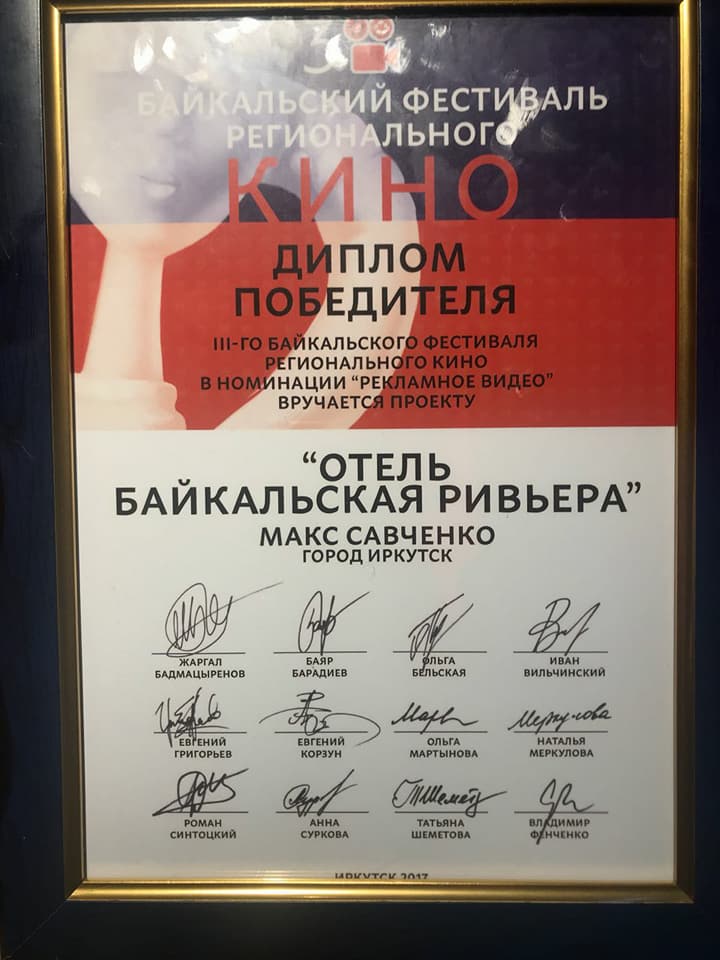 3
БАЙКАЛЬСКИЙ ФЕСТИВАЛЬ
РЕГИОНАЛЬНОГО
КИНО
ДИПЛОМ
ПОБЕДИТЕЛЯ
III-ГО БАЙКАЛЬСКОГО ФЕСТИВАЛЯ
РЕГИОНАЛЬНОГО КИНО
В НОМИНАЦИИ “РЕКЛАМНОЕ ВИДЕО”
ВРУЧАЕТСЯ ПРОЕКТУ
“ОТЕЛЬ
БАЙКАЛЬСКАЯ РИВЬЕРА”
МАКС САВЧЕНКО
ГОРОД ИРКУТСК
ЖАРГАЛ
БАДМАЦЫРЕНОВ
БАЯР
БАРАДИЕВ
ОЛЬГА
БЕЛЬСКАЯ
ИВАН
ВИЛЬЧИНСКИЙ
ЕВГЕНИЙ
ГРИГОРЬЕВ
ЕВГЕНИЙ
КОРЗУН
ОЛЬГА
МАРТЫНОВА
Меркулова
НАТАЛЬЯ
МЕРКУЛОВА
РОМАН
СИНТОЦКИЙ
АННА
СУРКОВА
ТАТЬЯНА
ШЕМЕТОВА
ВЛАДИМИР
ФЕНЧЕНКО
ИРКУТСК 2017